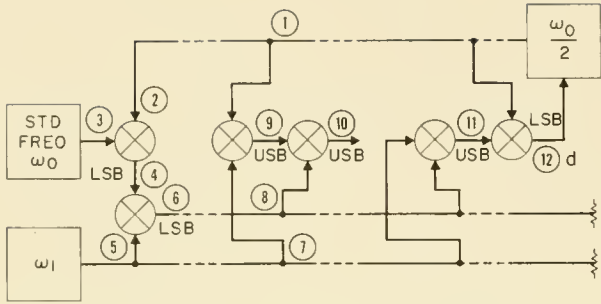 1
ω0
2
2
STD
FREQ
ω0
3
9
10
11
LSB
USB
USB
USB
12 d
LSB
4
6
8
LSB
5
7
ω1